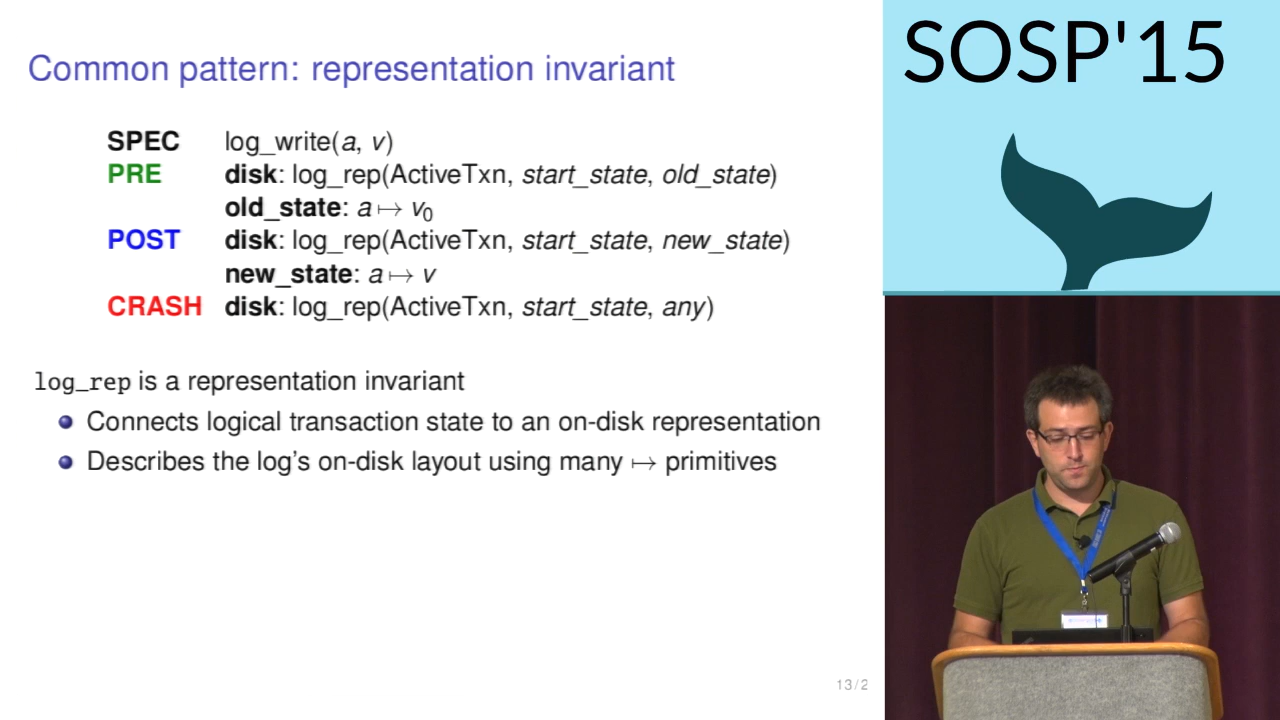 Common pattern: representation invariant
SPEC log_write(a, v)
PRE disk: log_rep(ActiveTxn, start_state, old_state)
old_state: a ↦ v₀
POST disk: log_rep(ActiveTxn, start_state, new_state)
new_state: a ↦ v
CRASH disk: log_rep(ActiveTxn, start_state, any)
log_rep is a representation invariant
Connects logical transaction state to an on-disk representation
Describes the log's on-disk layout using many ↦ primitives
13/2
SOSP'15